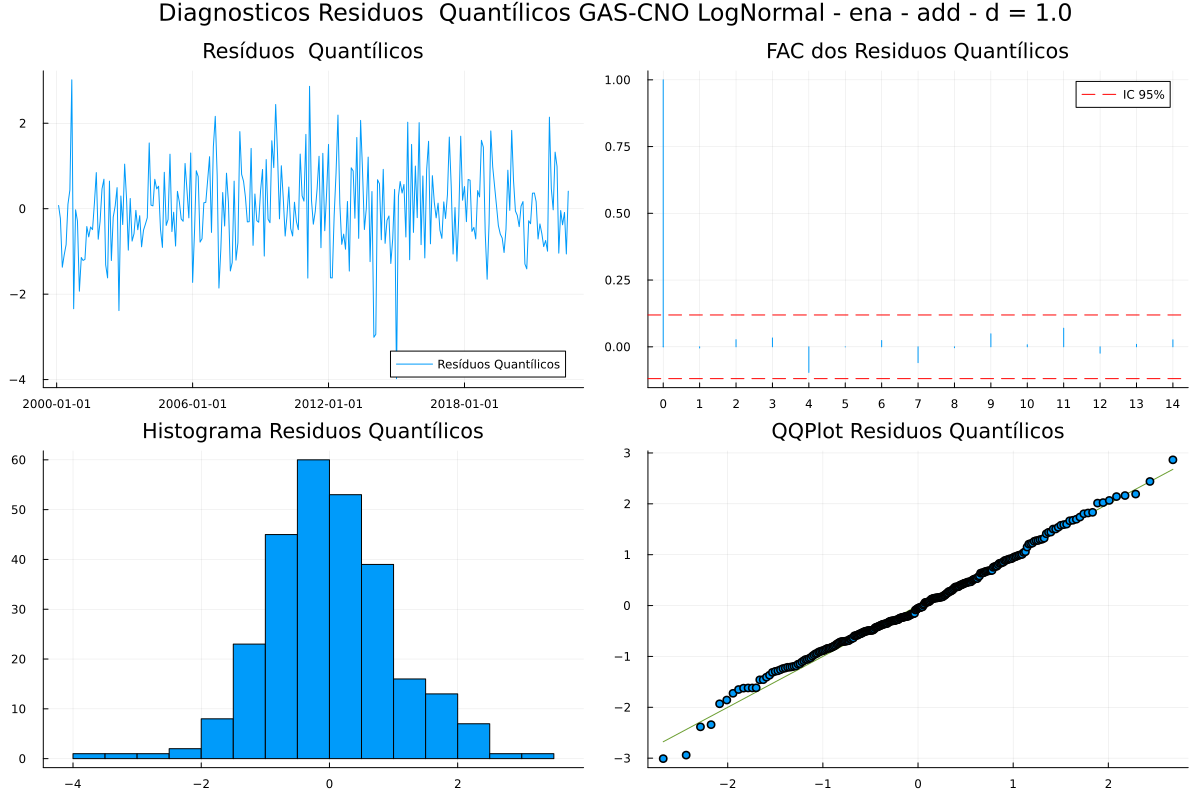 Diagnosticos Residuos  Quantílicos GAS-CNO LogNormal - ena - add - d = 1.0
Resíduos  Quantílicos
2
0
−2
−4
Resíduos Quantílicos
2000-01-01 2006-01-01 2012-01-01 2018-01-01
FAC dos Residuos Quantílicos
1.00
0.75
0.50
0.25
0.00
IC 95%
0 1 2 3 4 5 6 7 8 9 10 11 12 13 14
Histograma Residuos Quantílicos
60
50
40
30
20
10
0
−4 −2 0 2
QQPlot Residuos Quantílicos
3
2
1
0
−1
−2
−3
−2 −1 0 1 2